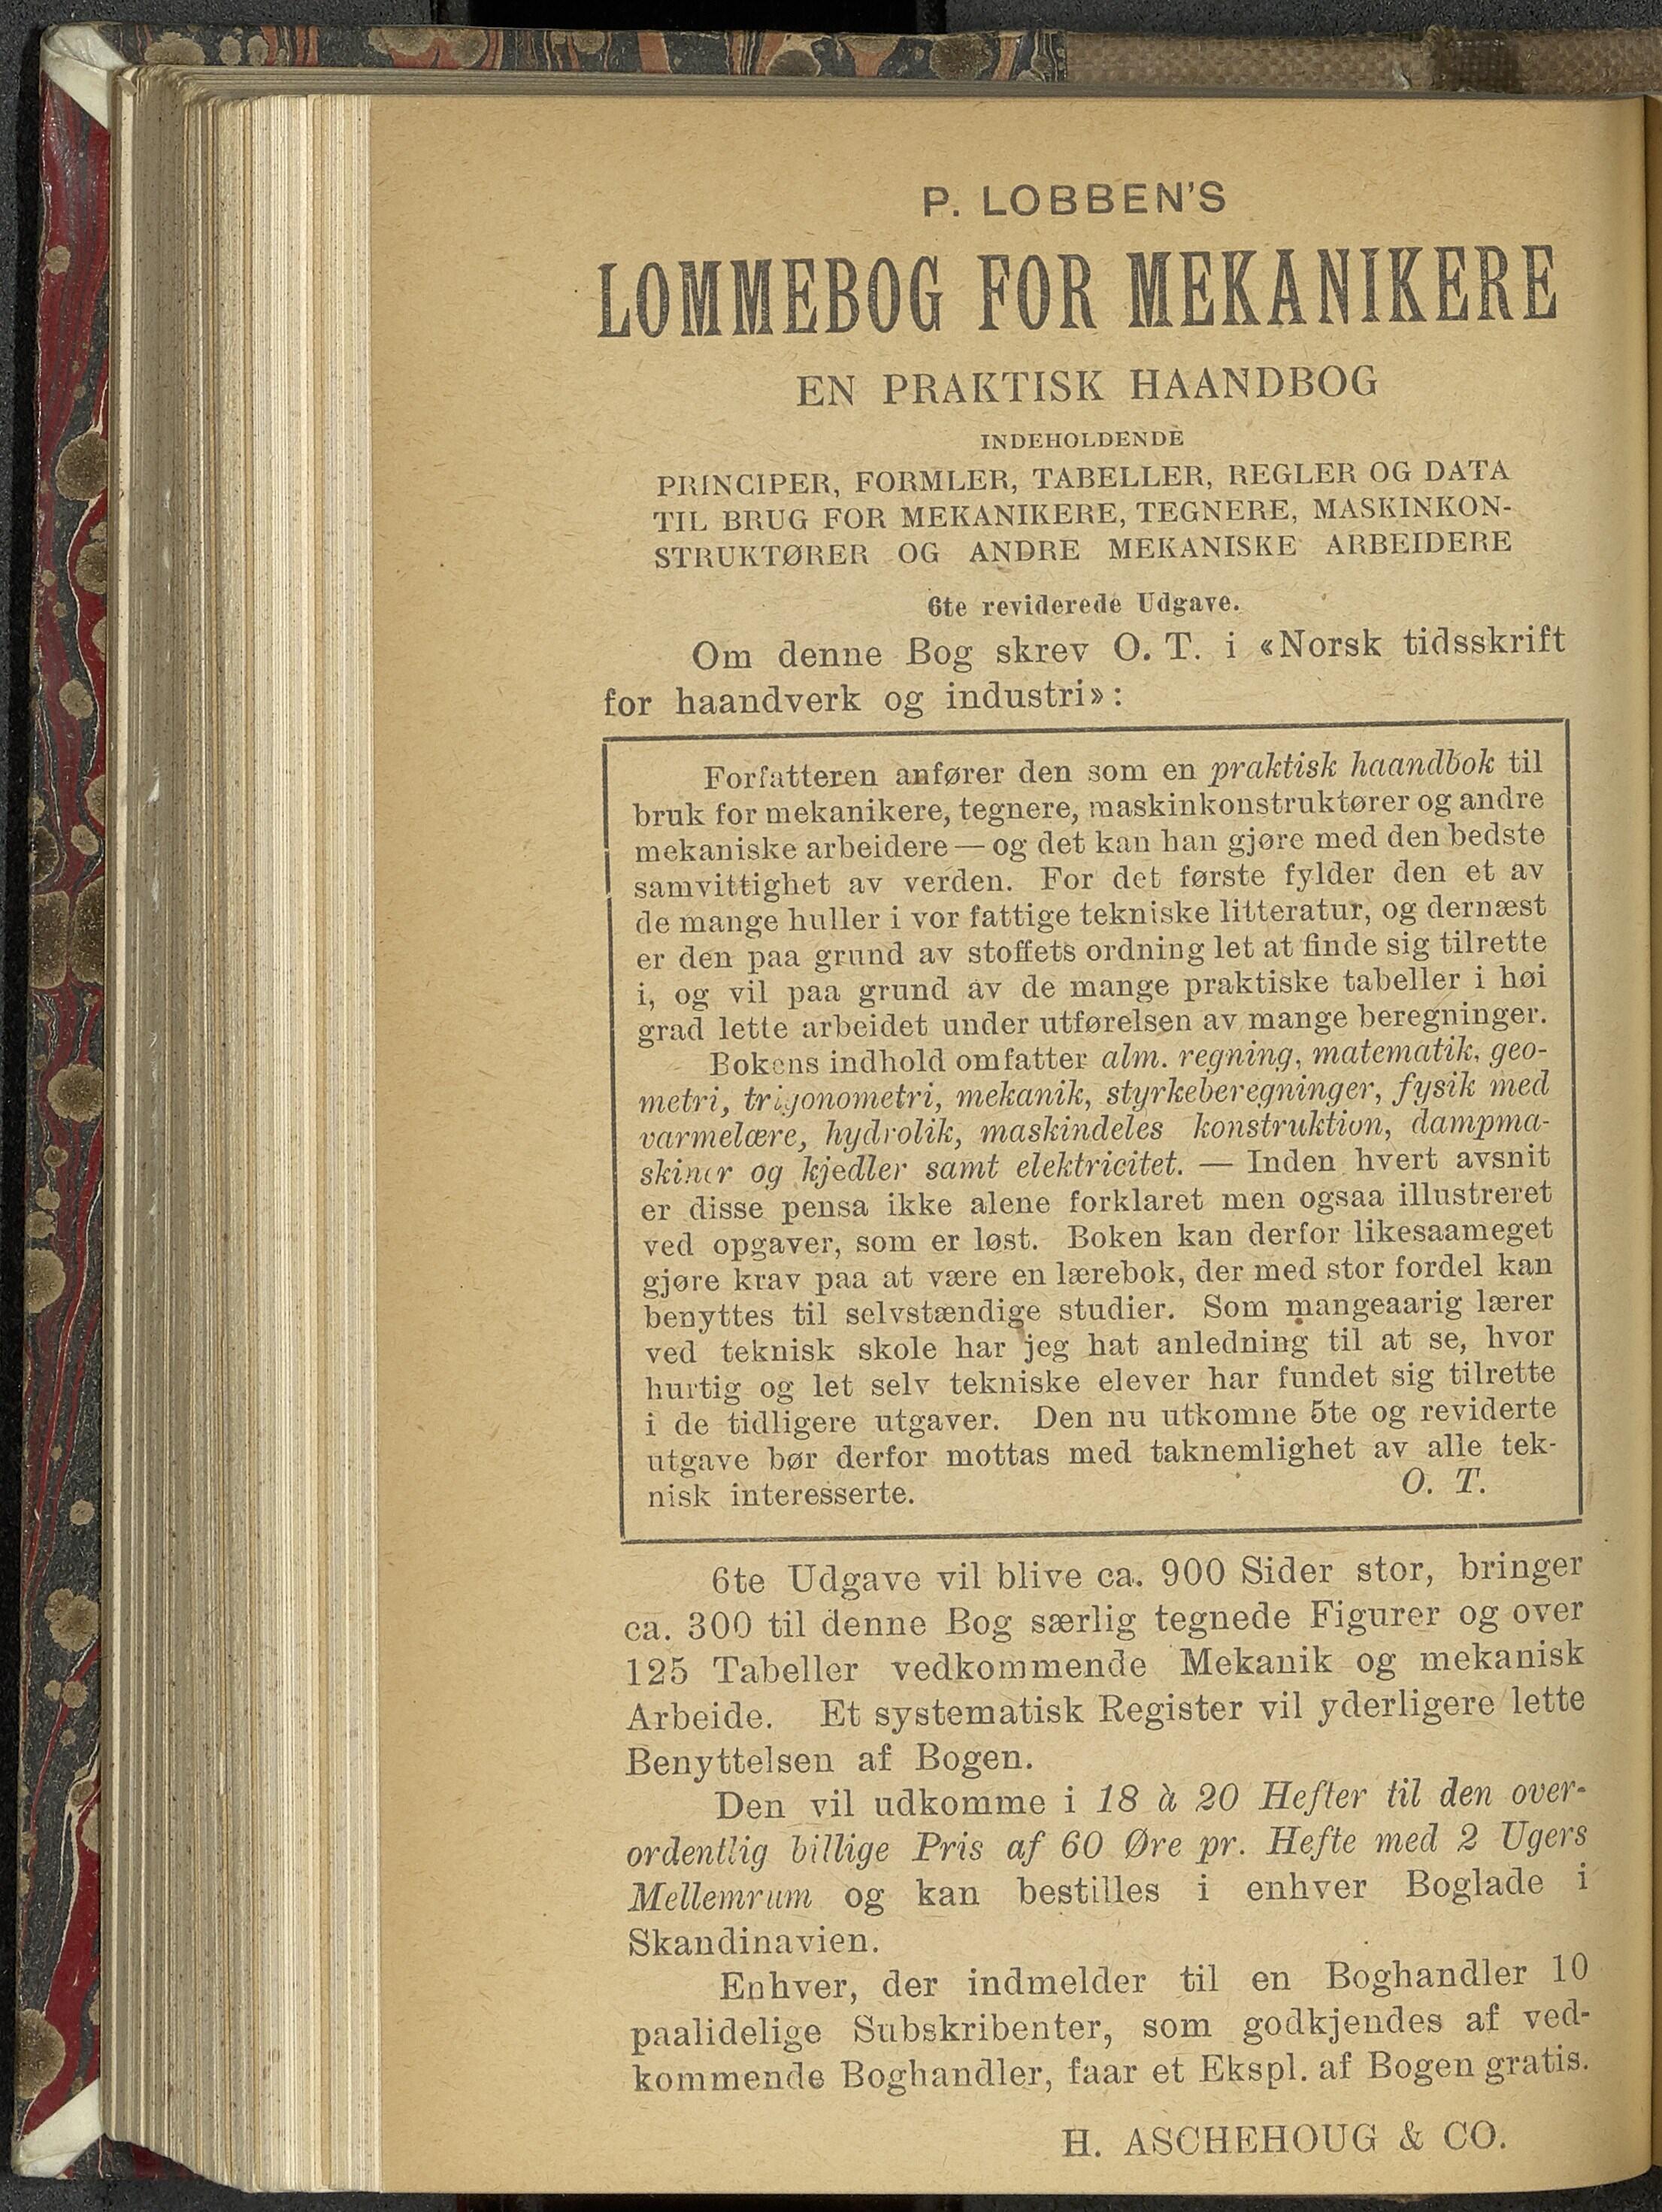 P. LOBBEN'S
LOMMEBOG FOR MEKANIKERE
EN PRAKTISK HAANDBOG
INDEHOLDENDE
PRINCIPER, FORMLER, TABELLER, REGLER OG DATA
TIL BRUG FOR MEKANIKERE, TEGNERE, MASKINKON-
STRUKTØRER OG ANDRE MEKANISKE ARBEIDERE
6te reviderede Udgave.
Om denne Bog skrev O. T. i «Norsk tidsskrift
for haandverk og industri»:
Forfatteren anfører den som en praktisk haandbok til
bruk for mekanikere, tegnere, maskinkonstruktører og andre
mekaniske arbeidere — og det kan han gjøre med den bedste
samvittighet av verden. For det første fylder den et av
de mange huller i vor fattige tekniske litteratur, og dernæst
er den paa grund av stoffets ordning let at finde sig tilrette
i, og vil paa grund av de mange praktiske tabeller i høi
grad lette arbeidet under utførelsen av mange beregninger.
Bokens indhold omfatter alm. regning, matematik, geo-
metri, trigonometri, mekanik, styrkeberegninger, fysik med
varmelære, hydrolik, maskindeles konstruktion, dampma-
skiner og kjedler samt elektricitet. — Inden hvert avsnit
er disse pensa ikke alene forklaret men ogsaa illustreret
ved opgaver, som er løst. Boken kan derfor likesaameget
gjøre krav paa at være en lærebok, der med stor fordel kan
benyttes til selvstændige studier. Som mangeaarig lærer
ved teknisk skole har jeg hat anledning til at se, hvor
hurtig og let selv tekniske elever har fundet sig tilrette
i de tidligere utgaver. Den nu utkomne 5te og reviderte
utgave bør derfor mottas med taknemlighet av alle tek-
nisk interesserte. O. T.
6te Udgave vil blive ca. 900 Sider stor, bringer
ca. 300 til denne Bog særlig tegnede Figurer og over
125 Tabeller vedkommende Mekanik og mekanisk
Arbeide. Et systematisk Register vil yderligere lette
Benyttelsen af Bogen.
Den vil udkomme i 18 à 20 Hefter til den over-
ordentlig billige Pris af 60 Øre pr. Hefte med 2 Ugers
Mellemrum og kan bestilles i enhver Boglade i
Skandinavien.
Enhver, der indmelder til en Boghandler 10
paalidelige Subskribenter, som godkjendes af ved-
kommende Boghandler, faar et Ekspl. af Bogen gratis.
H. ASCHEHOUG & CO.